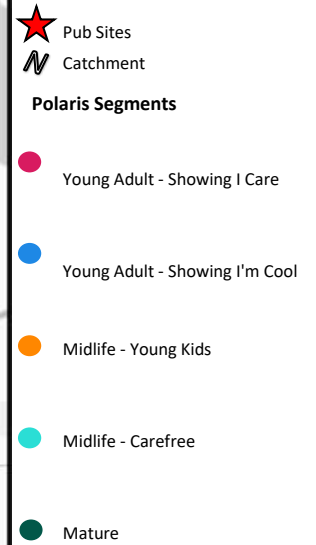 Pub Sites
Catchment
Polaris Segments
Young Adult - Showing I Care
Young Adult - Showing I'm Cool
Midlife - Young Kids
Midlife - Carefree
Mature